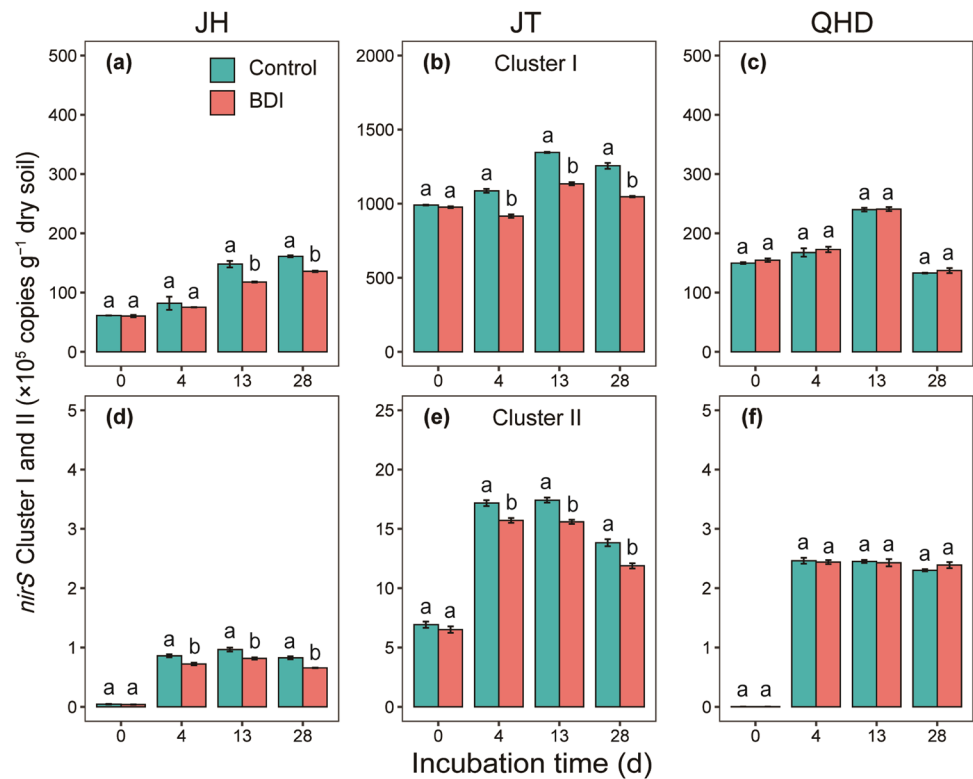 JH
JT
QHD
nirS Cluster I and II (×10⁵ copies g⁻¹ dry soil)
(a)
Control
BDI
500
400
300
200
100
0
a a a a a b a b
0 4 13 28
(b) Cluster I
2000
1500
1000
500
0
a a a b a b a b
0 4 13 28
(c)
500
400
300
200
100
0
a a a a a a a a
0 4 13 28
(d)
5
4
3
2
1
0
a a a b a b a b
0 4 13 28
(e) Cluster II
25
20
15
10
5
0
a a a b a b a b
0 4 13 28
(f)
5
4
3
2
1
0
a a a a a a a a
0 4 13 28
Incubation time (d)